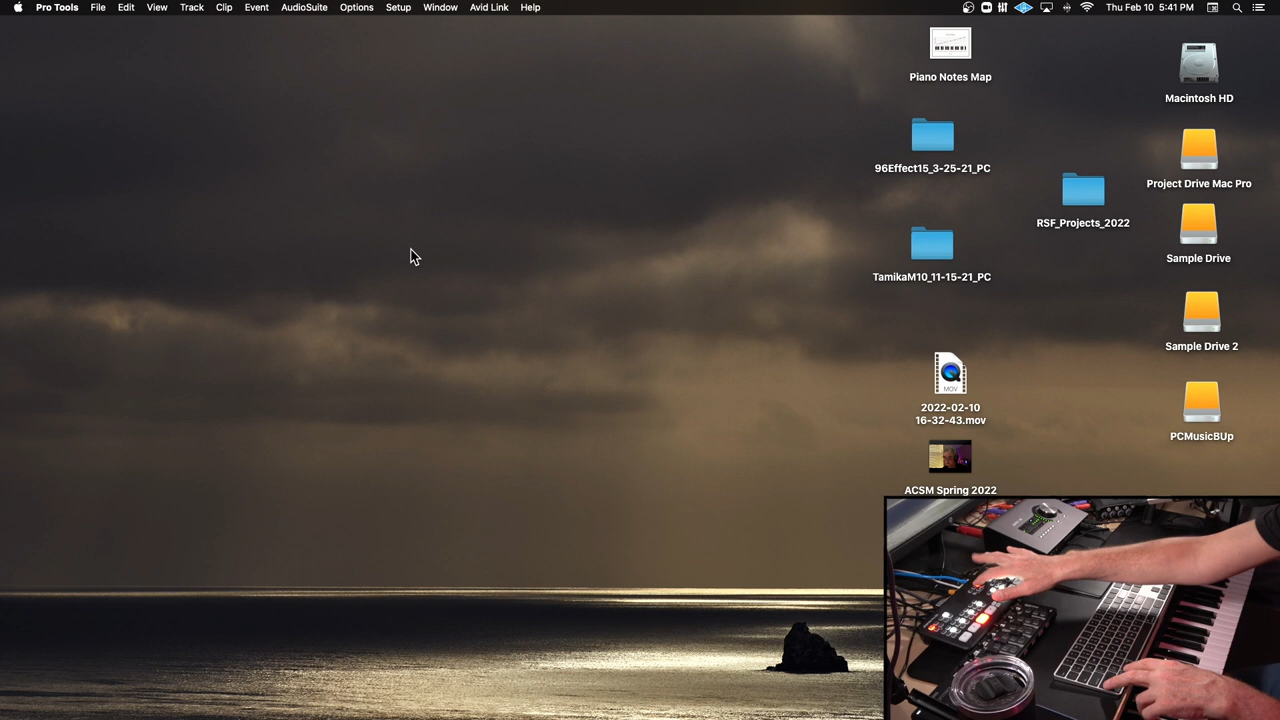 Pro Tools File Edit View Track Clip Event AudioSuite Options Setup Window Avid Link Help Thu Feb 10 5:41 PM
Piano Notes Map
Macintosh HD
96Effect15_3-25-21_PC
Project Drive Mac Pro
RSF_Projects_2022
Sample Drive
TamikaM10_11-15-21_PC
Sample Drive 2
MOV
2022-02-10
16-32-43.mov
PCMusicBUp
ACSM Spring 2022